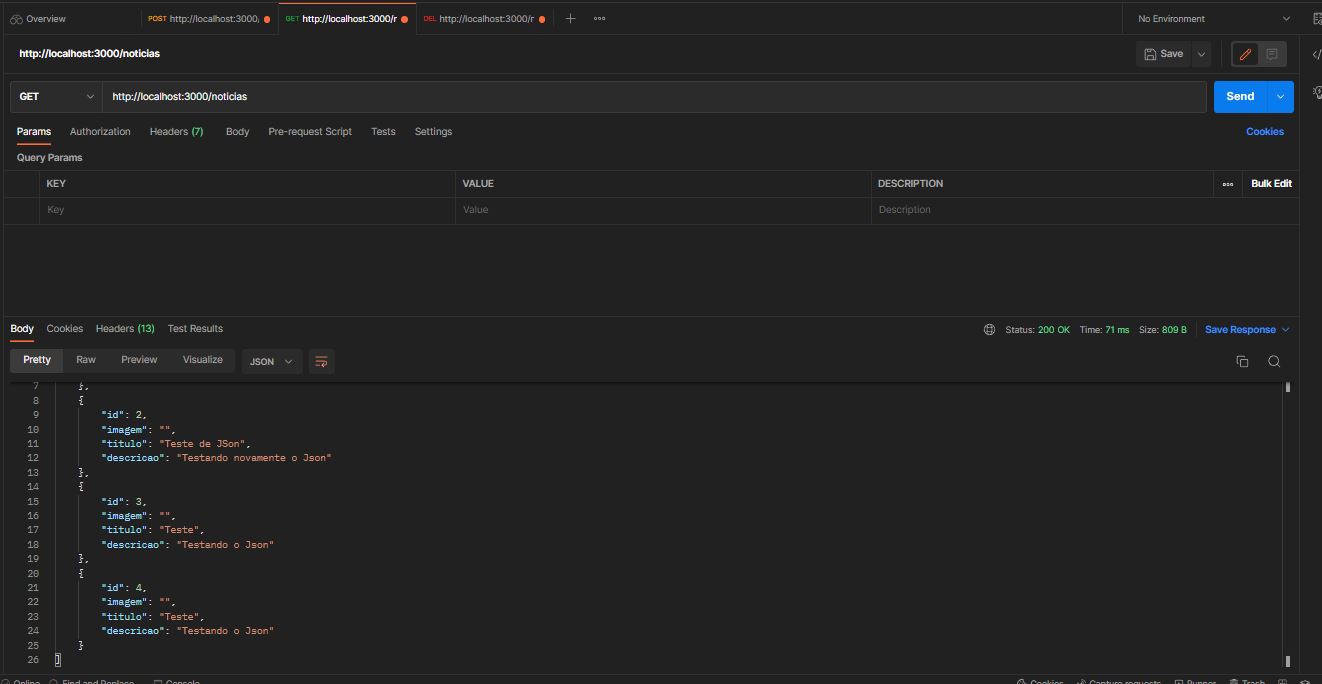 Overview POST http://localhost:3000/ GET http://localhost:3000/r DEL http://localhost:3000/r No Environment
http://localhost:3000/noticias Save
GET http://localhost:3000/noticias Send
Params Authorization Headers (7) Body Pre-request Script Tests Settings Cookies
Query Params
KEY VALUE DESCRIPTION Bulk Edit
Key Value Description
Body Cookies Headers (13) Test Results Status: 200 OK Time: 71 ms Size: 809 B Save Response
Pretty Raw Preview Visualize JSON
7 },
8 {
9 "id": 2,
10 "imagem": "",
11 "titulo": "Teste de JSon",
12 "descricao": "Testando novamente o Json"
13 },
14 {
15 "id": 3,
16 "imagem": "",
17 "titulo": "Teste",
18 "descricao": "Testando o Json"
19 },
20 {
21 "id": 4,
22 "imagem": "",
23 "titulo": "Teste",
24 "descricao": "Testando o Json"
25 }
26 ]
Online Find and Replace Console Cookies Capture requests Runner Trash